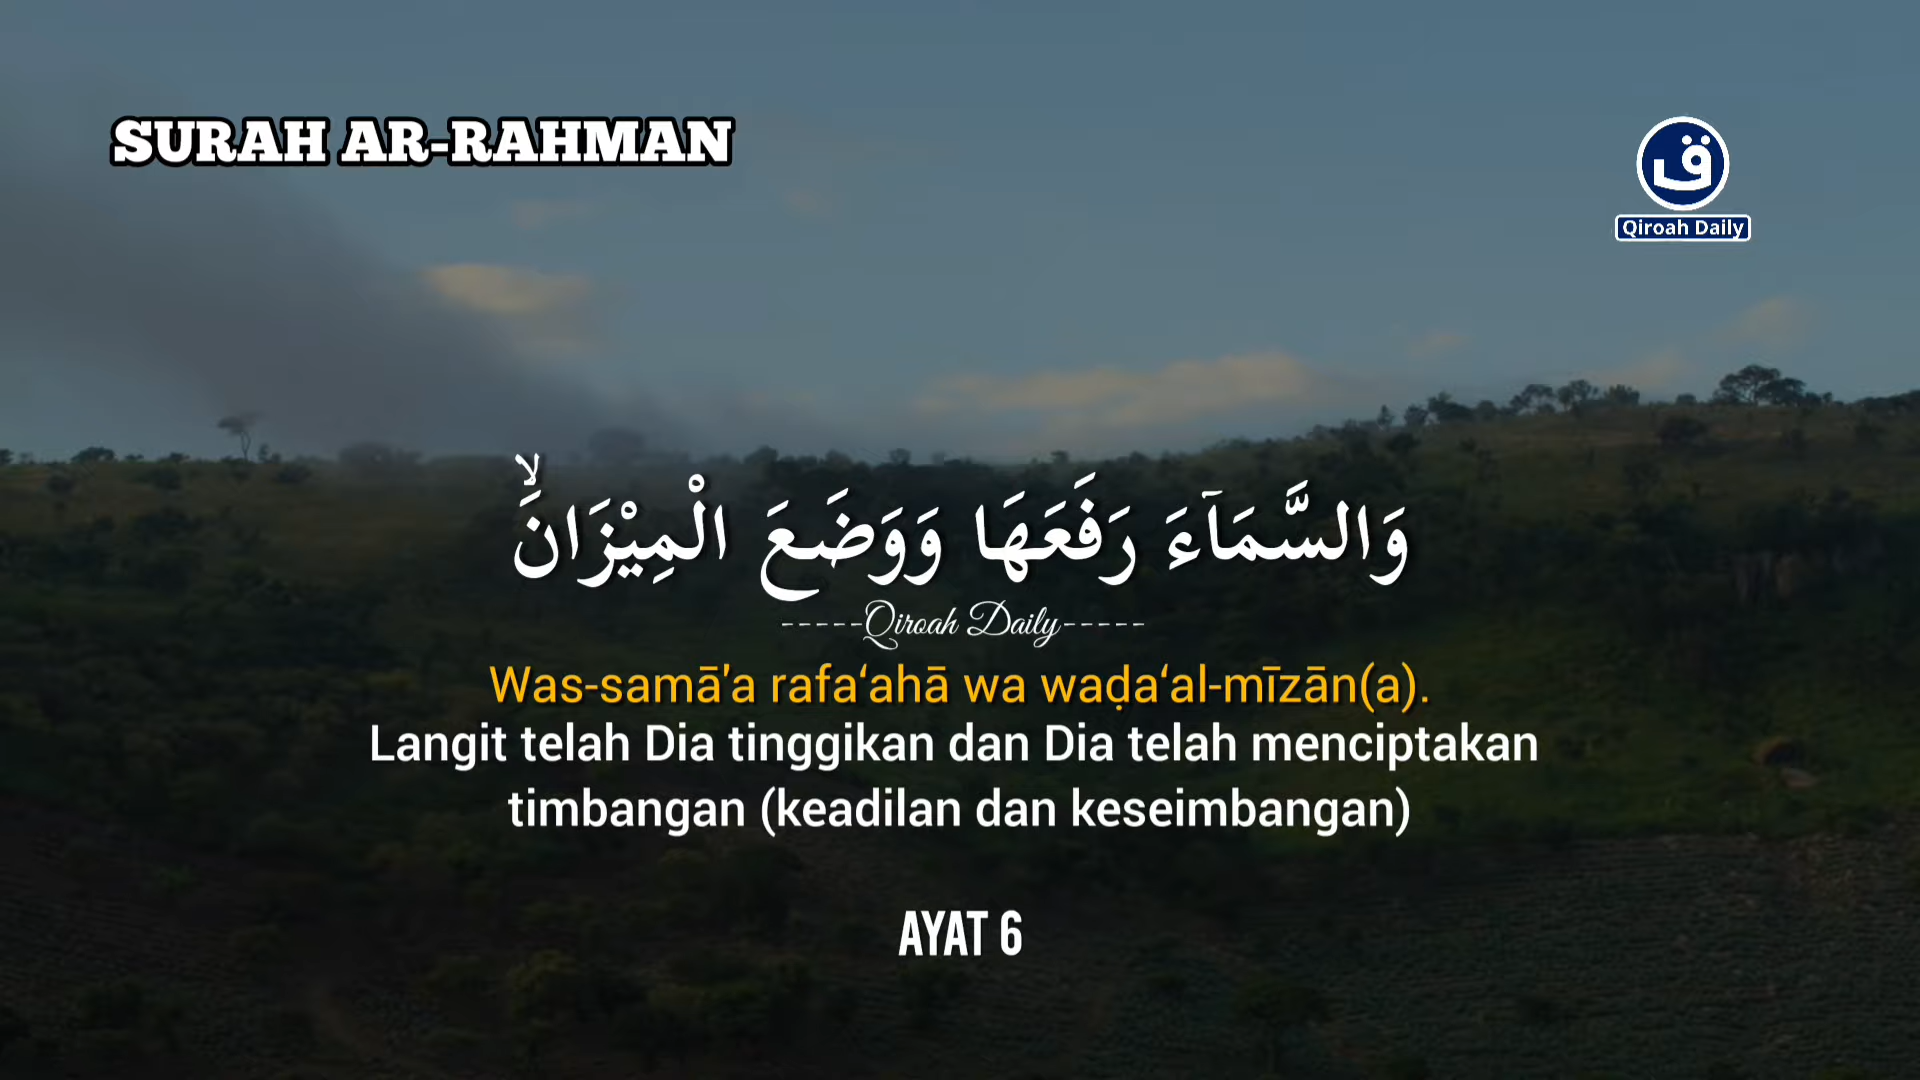 SURAH AR-RAHMAN
ق
Qiroah Daily
وَالسَّمَآءَ رَفَعَهَا وَوَضَعَ الْمِيْزَانَۙ
-----Qiroah Daily-----
Was-samā'a rafa‘ahā wa waḍa‘al-mīzān(a).
Langit telah Dia tinggikan dan Dia telah menciptakan
timbangan (keadilan dan keseimbangan)
AYAT 6